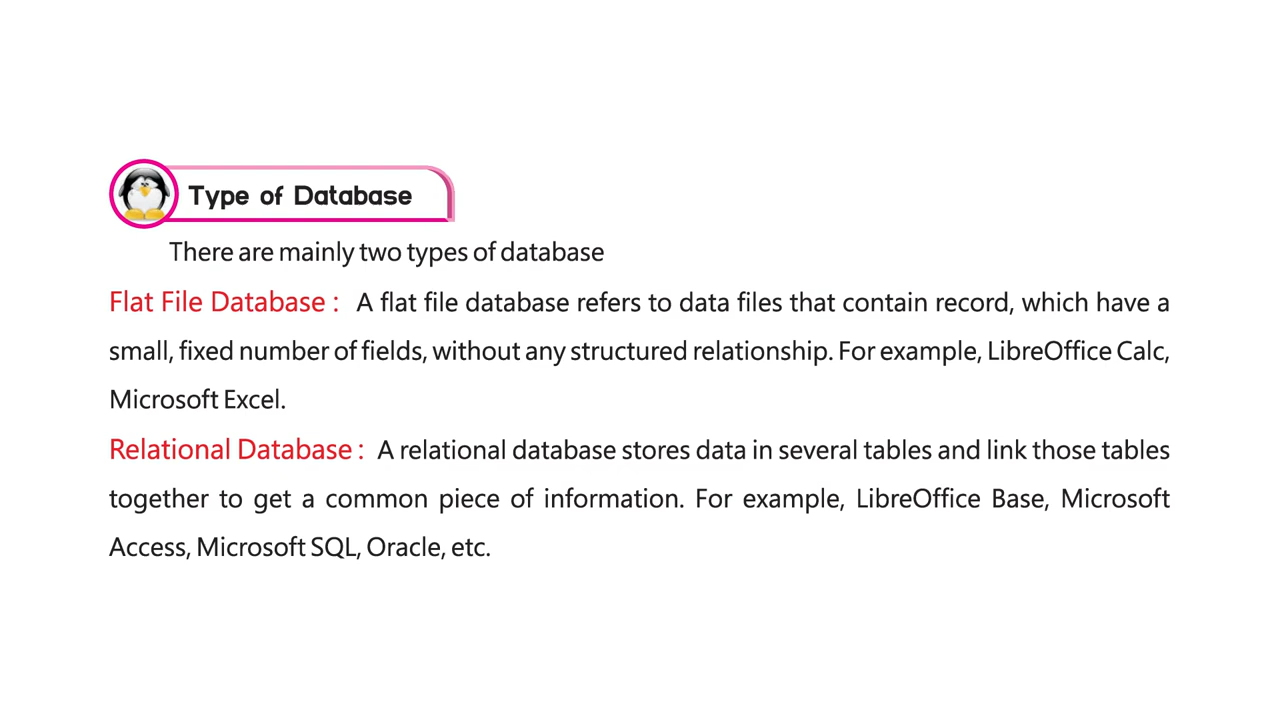 Type of Database
There are mainly two types of database
Flat File Database : A flat file database refers to data files that contain record, which have a
small, fixed number of fields, without any structured relationship. For example, LibreOffice Calc,
Microsoft Excel.
Relational Database : A relational database stores data in several tables and link those tables
together to get a common piece of information. For example, LibreOffice Base, Microsoft
Access, Microsoft SQL, Oracle, etc.